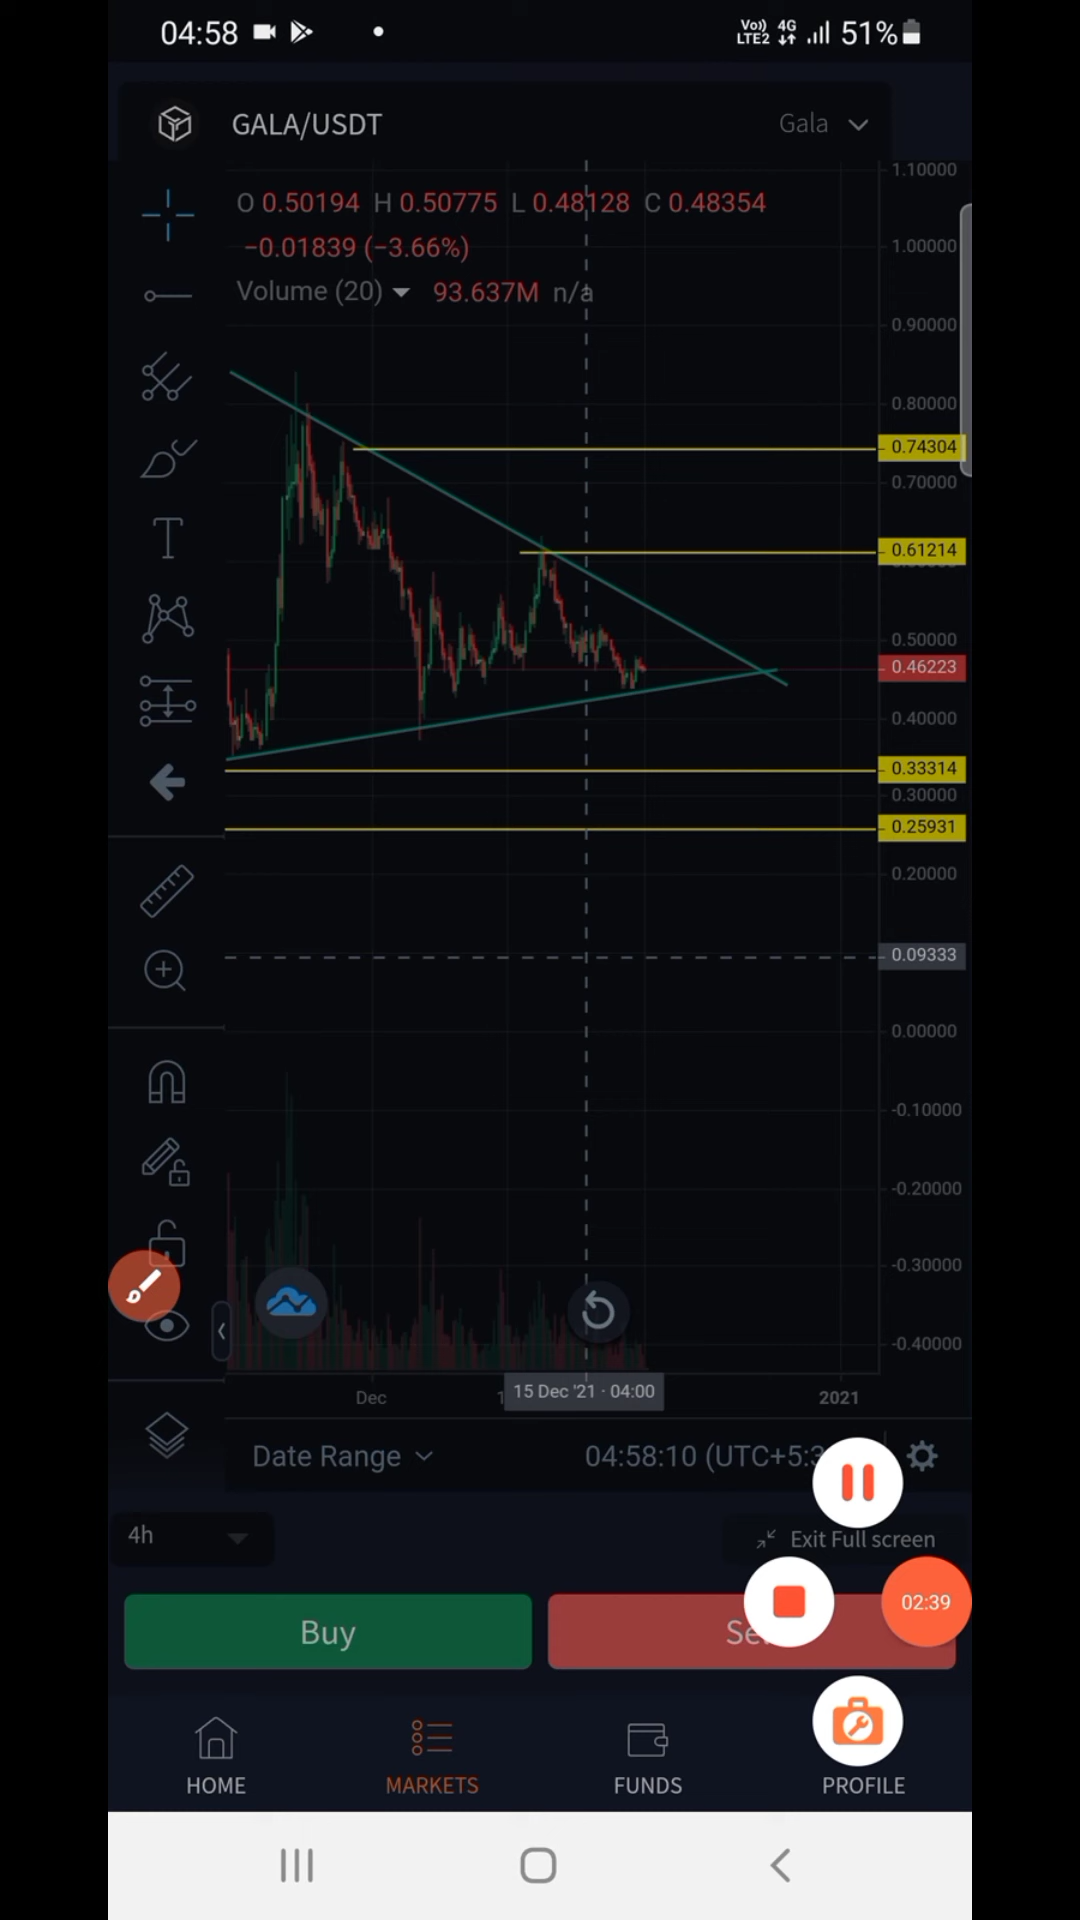 04:58 Vo)) LTE2 4G 51%
GALA/USDT Gala
O 0.50194 H 0.50775 L 0.48128 C 0.48354
−0.01839 (−3.66%)
Volume (20) 93.637M n/a
1.10000
1.00000
0.90000
0.80000
0.74304
0.70000
0.61214
0.50000
0.46223
0.40000
0.33314
0.30000
0.25931
0.20000
0.09333
0.00000
-0.10000
-0.20000
-0.30000
-0.40000
T
Dec 15 Dec '21 · 04:00 2021
Date Range 04:58:10 (UTC+5:3
4h Exit Full screen
Buy Se
02:39
HOME MARKETS FUNDS PROFILE